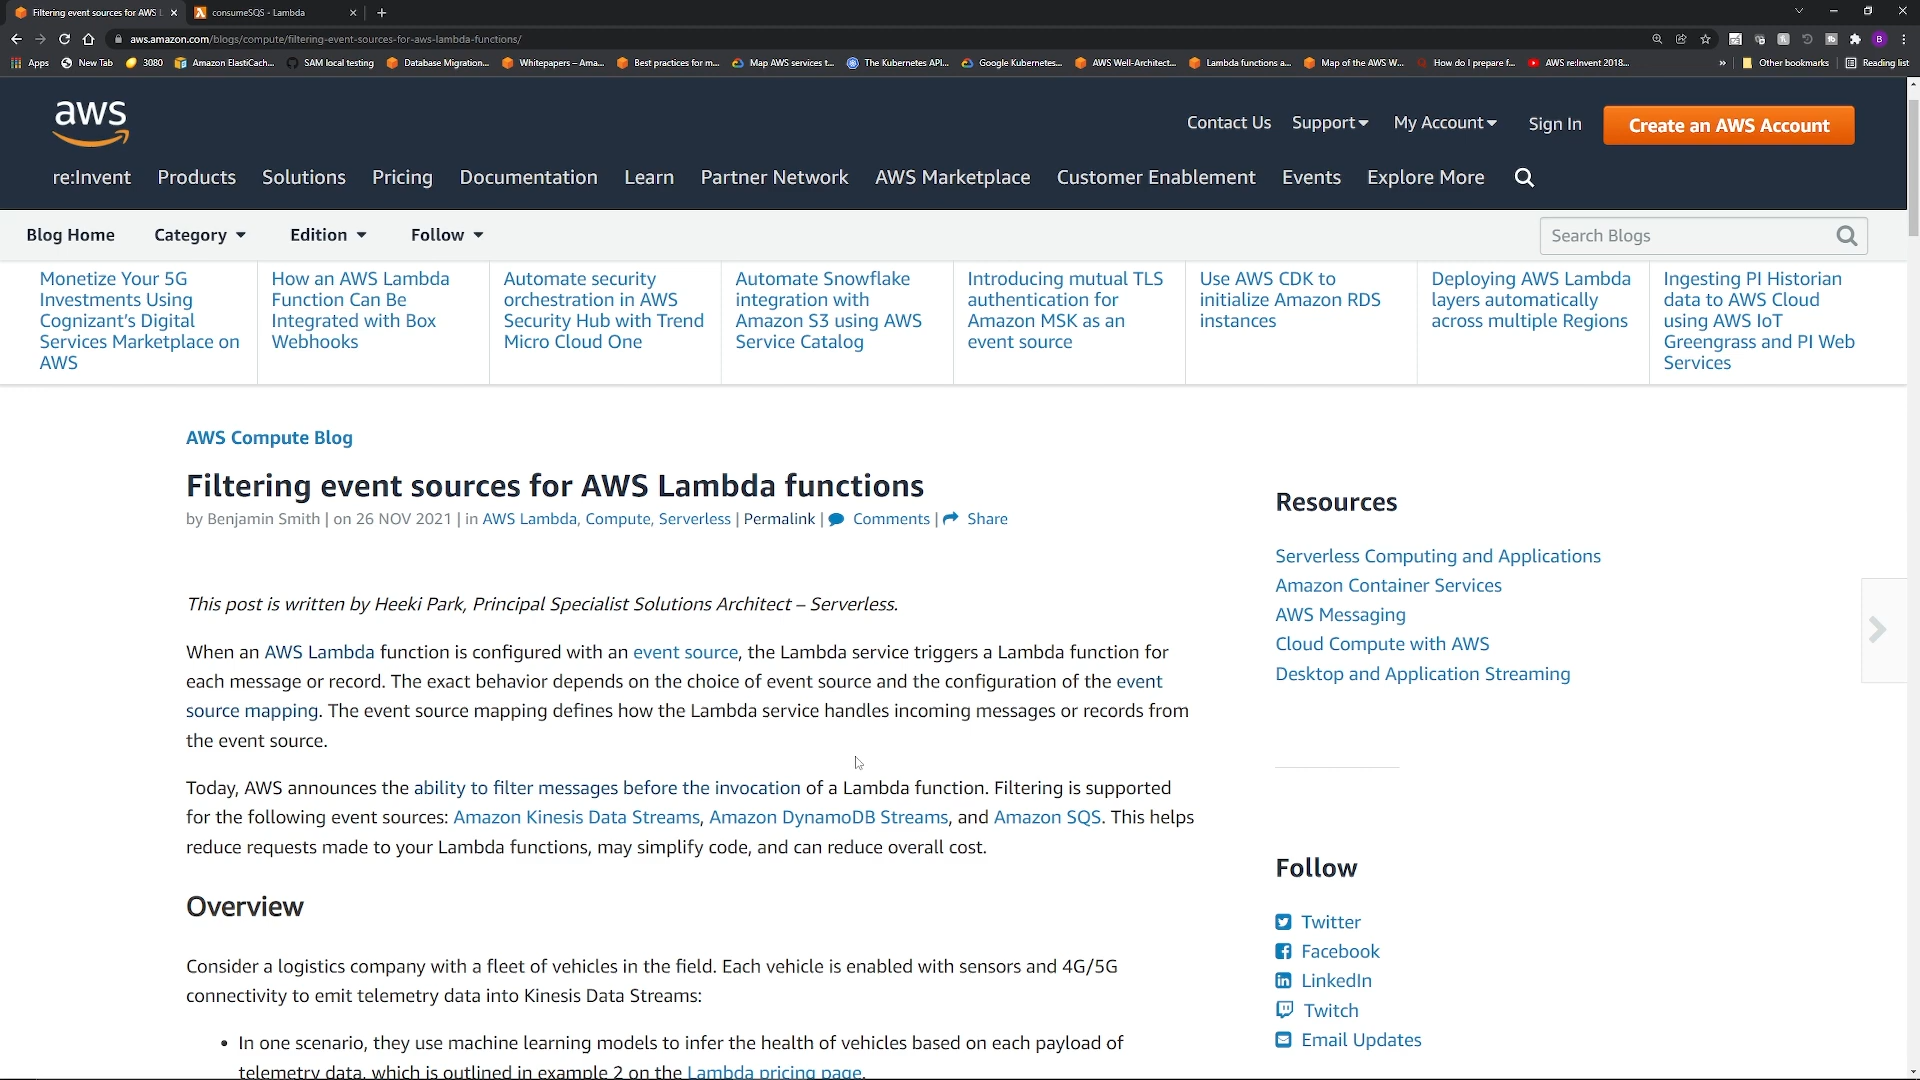 Filtering event sources for AWS L
consumeSQS - Lambda
aws.amazon.com/blogs/compute/filtering-event-sources-for-aws-lambda-functions/
Apps
New Tab
3080
Amazon ElastiCach...
SAM local testing
Database Migration...
Whitepapers – Ama...
Best practices for m...
Map AWS services t...
The Kubernetes API...
Google Kubernetes...
AWS Well-Architect...
Lambda functions a...
Map of the AWS W...
How do I prepare f...
AWS re:Invent 2018...
»
Other bookmarks
Reading list
aws
Contact Us
Support
My Account
Sign In
Create an AWS Account
re:Invent
Products
Solutions
Pricing
Documentation
Learn
Partner Network
AWS Marketplace
Customer Enablement
Events
Explore More
Blog Home
Category
Edition
Follow
Search Blogs
Monetize Your 5G
Investments Using
Cognizant's Digital
Services Marketplace on
AWS
How an AWS Lambda
Function Can Be
Integrated with Box
Webhooks
Automate security
orchestration in AWS
Security Hub with Trend
Micro Cloud One
Automate Snowflake
integration with
Amazon S3 using AWS
Service Catalog
Introducing mutual TLS
authentication for
Amazon MSK as an
event source
Use AWS CDK to
initialize Amazon RDS
instances
Deploying AWS Lambda
layers automatically
across multiple Regions
Ingesting PI Historian
data to AWS Cloud
using AWS IoT
Greengrass and PI Web
Services
AWS Compute Blog
Filtering event sources for AWS Lambda functions
by Benjamin Smith | on 26 NOV 2021 | in AWS Lambda, Compute, Serverless | Permalink | Comments | Share
This post is written by Heeki Park, Principal Specialist Solutions Architect – Serverless.
When an AWS Lambda function is configured with an event source, the Lambda service triggers a Lambda function for
each message or record. The exact behavior depends on the choice of event source and the configuration of the event
source mapping. The event source mapping defines how the Lambda service handles incoming messages or records from
the event source.
Today, AWS announces the ability to filter messages before the invocation of a Lambda function. Filtering is supported
for the following event sources: Amazon Kinesis Data Streams, Amazon DynamoDB Streams, and Amazon SQS. This helps
reduce requests made to your Lambda functions, may simplify code, and can reduce overall cost.
Overview
Consider a logistics company with a fleet of vehicles in the field. Each vehicle is enabled with sensors and 4G/5G
connectivity to emit telemetry data into Kinesis Data Streams:
• In one scenario, they use machine learning models to infer the health of vehicles based on each payload of
telemetry data, which is outlined in example 2 on the Lambda pricing page.
Resources
Serverless Computing and Applications
Amazon Container Services
AWS Messaging
Cloud Compute with AWS
Desktop and Application Streaming
Follow
Twitter
Facebook
LinkedIn
Twitch
Email Updates